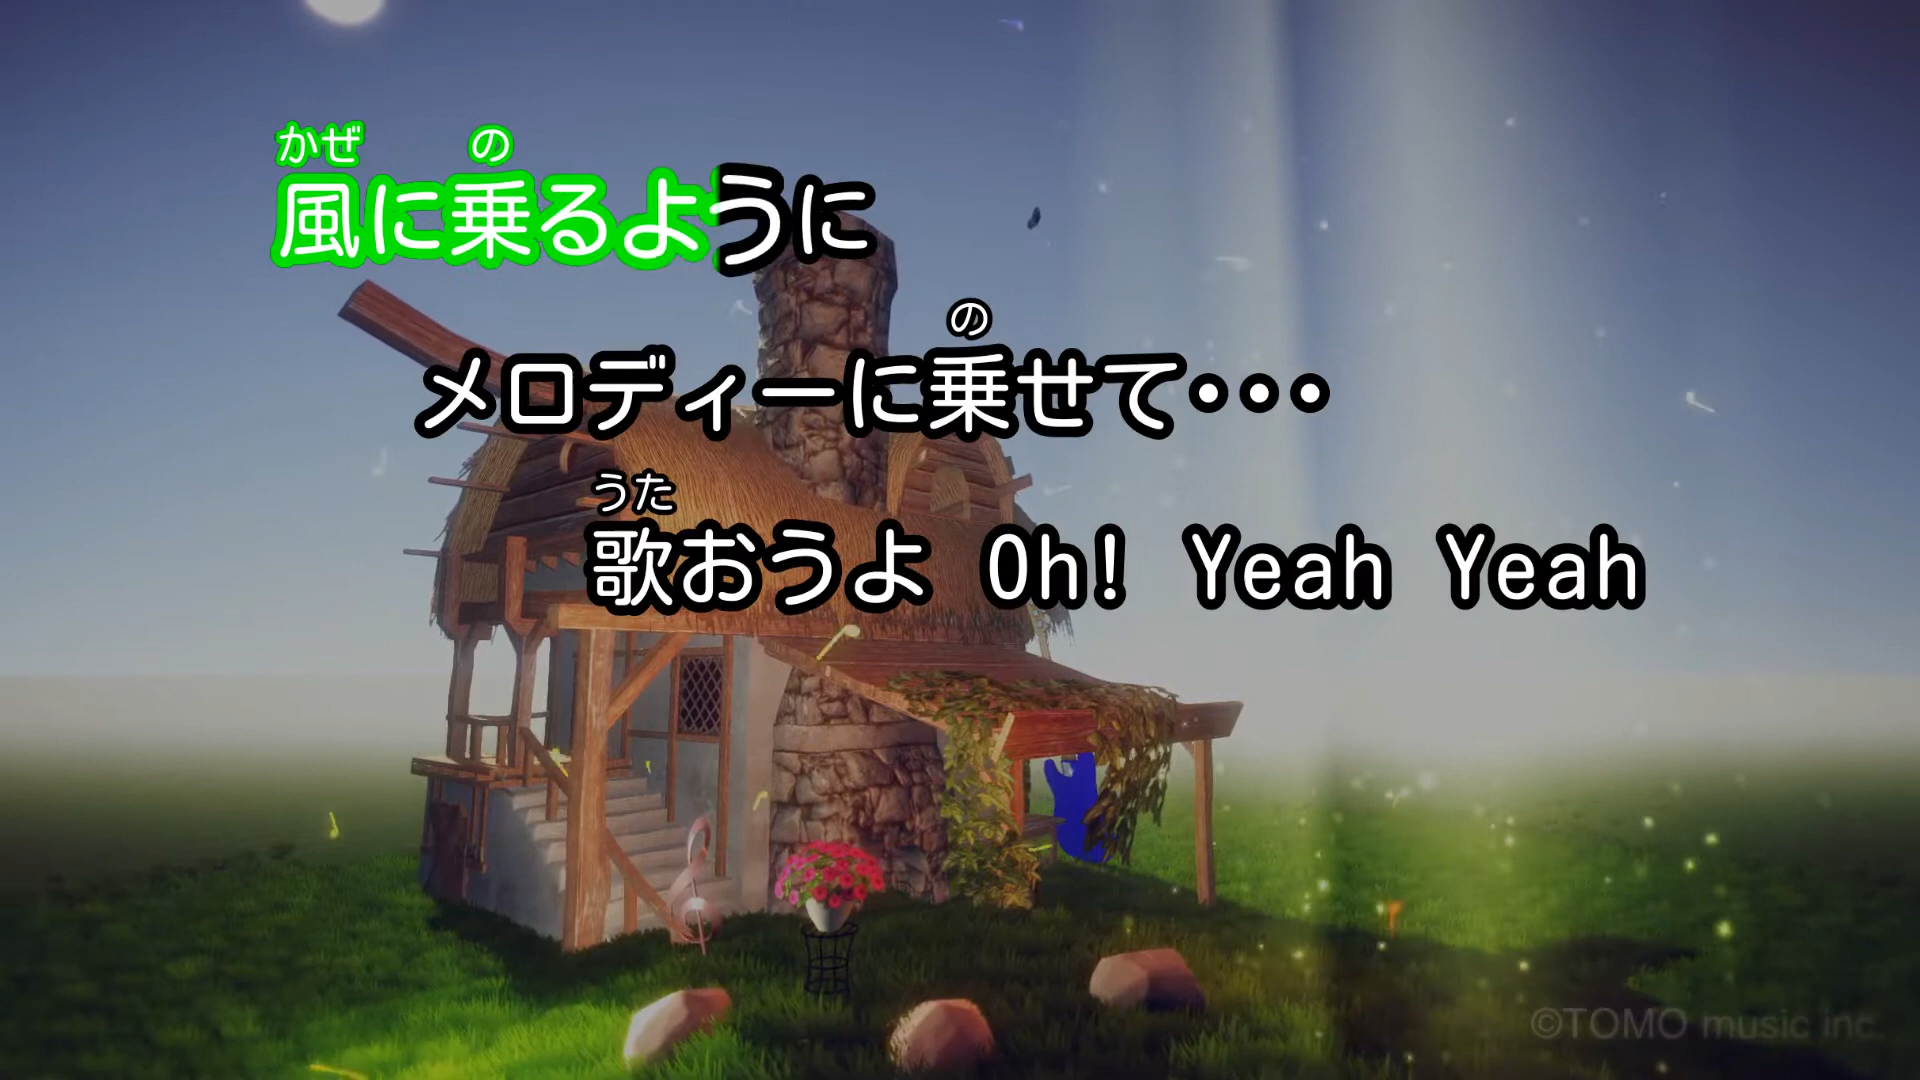 かぜ の
風に乗るように
の
メロディーに乗せて･･･
うた
歌おうよ Oh! Yeah Yeah
©TOMO music inc.